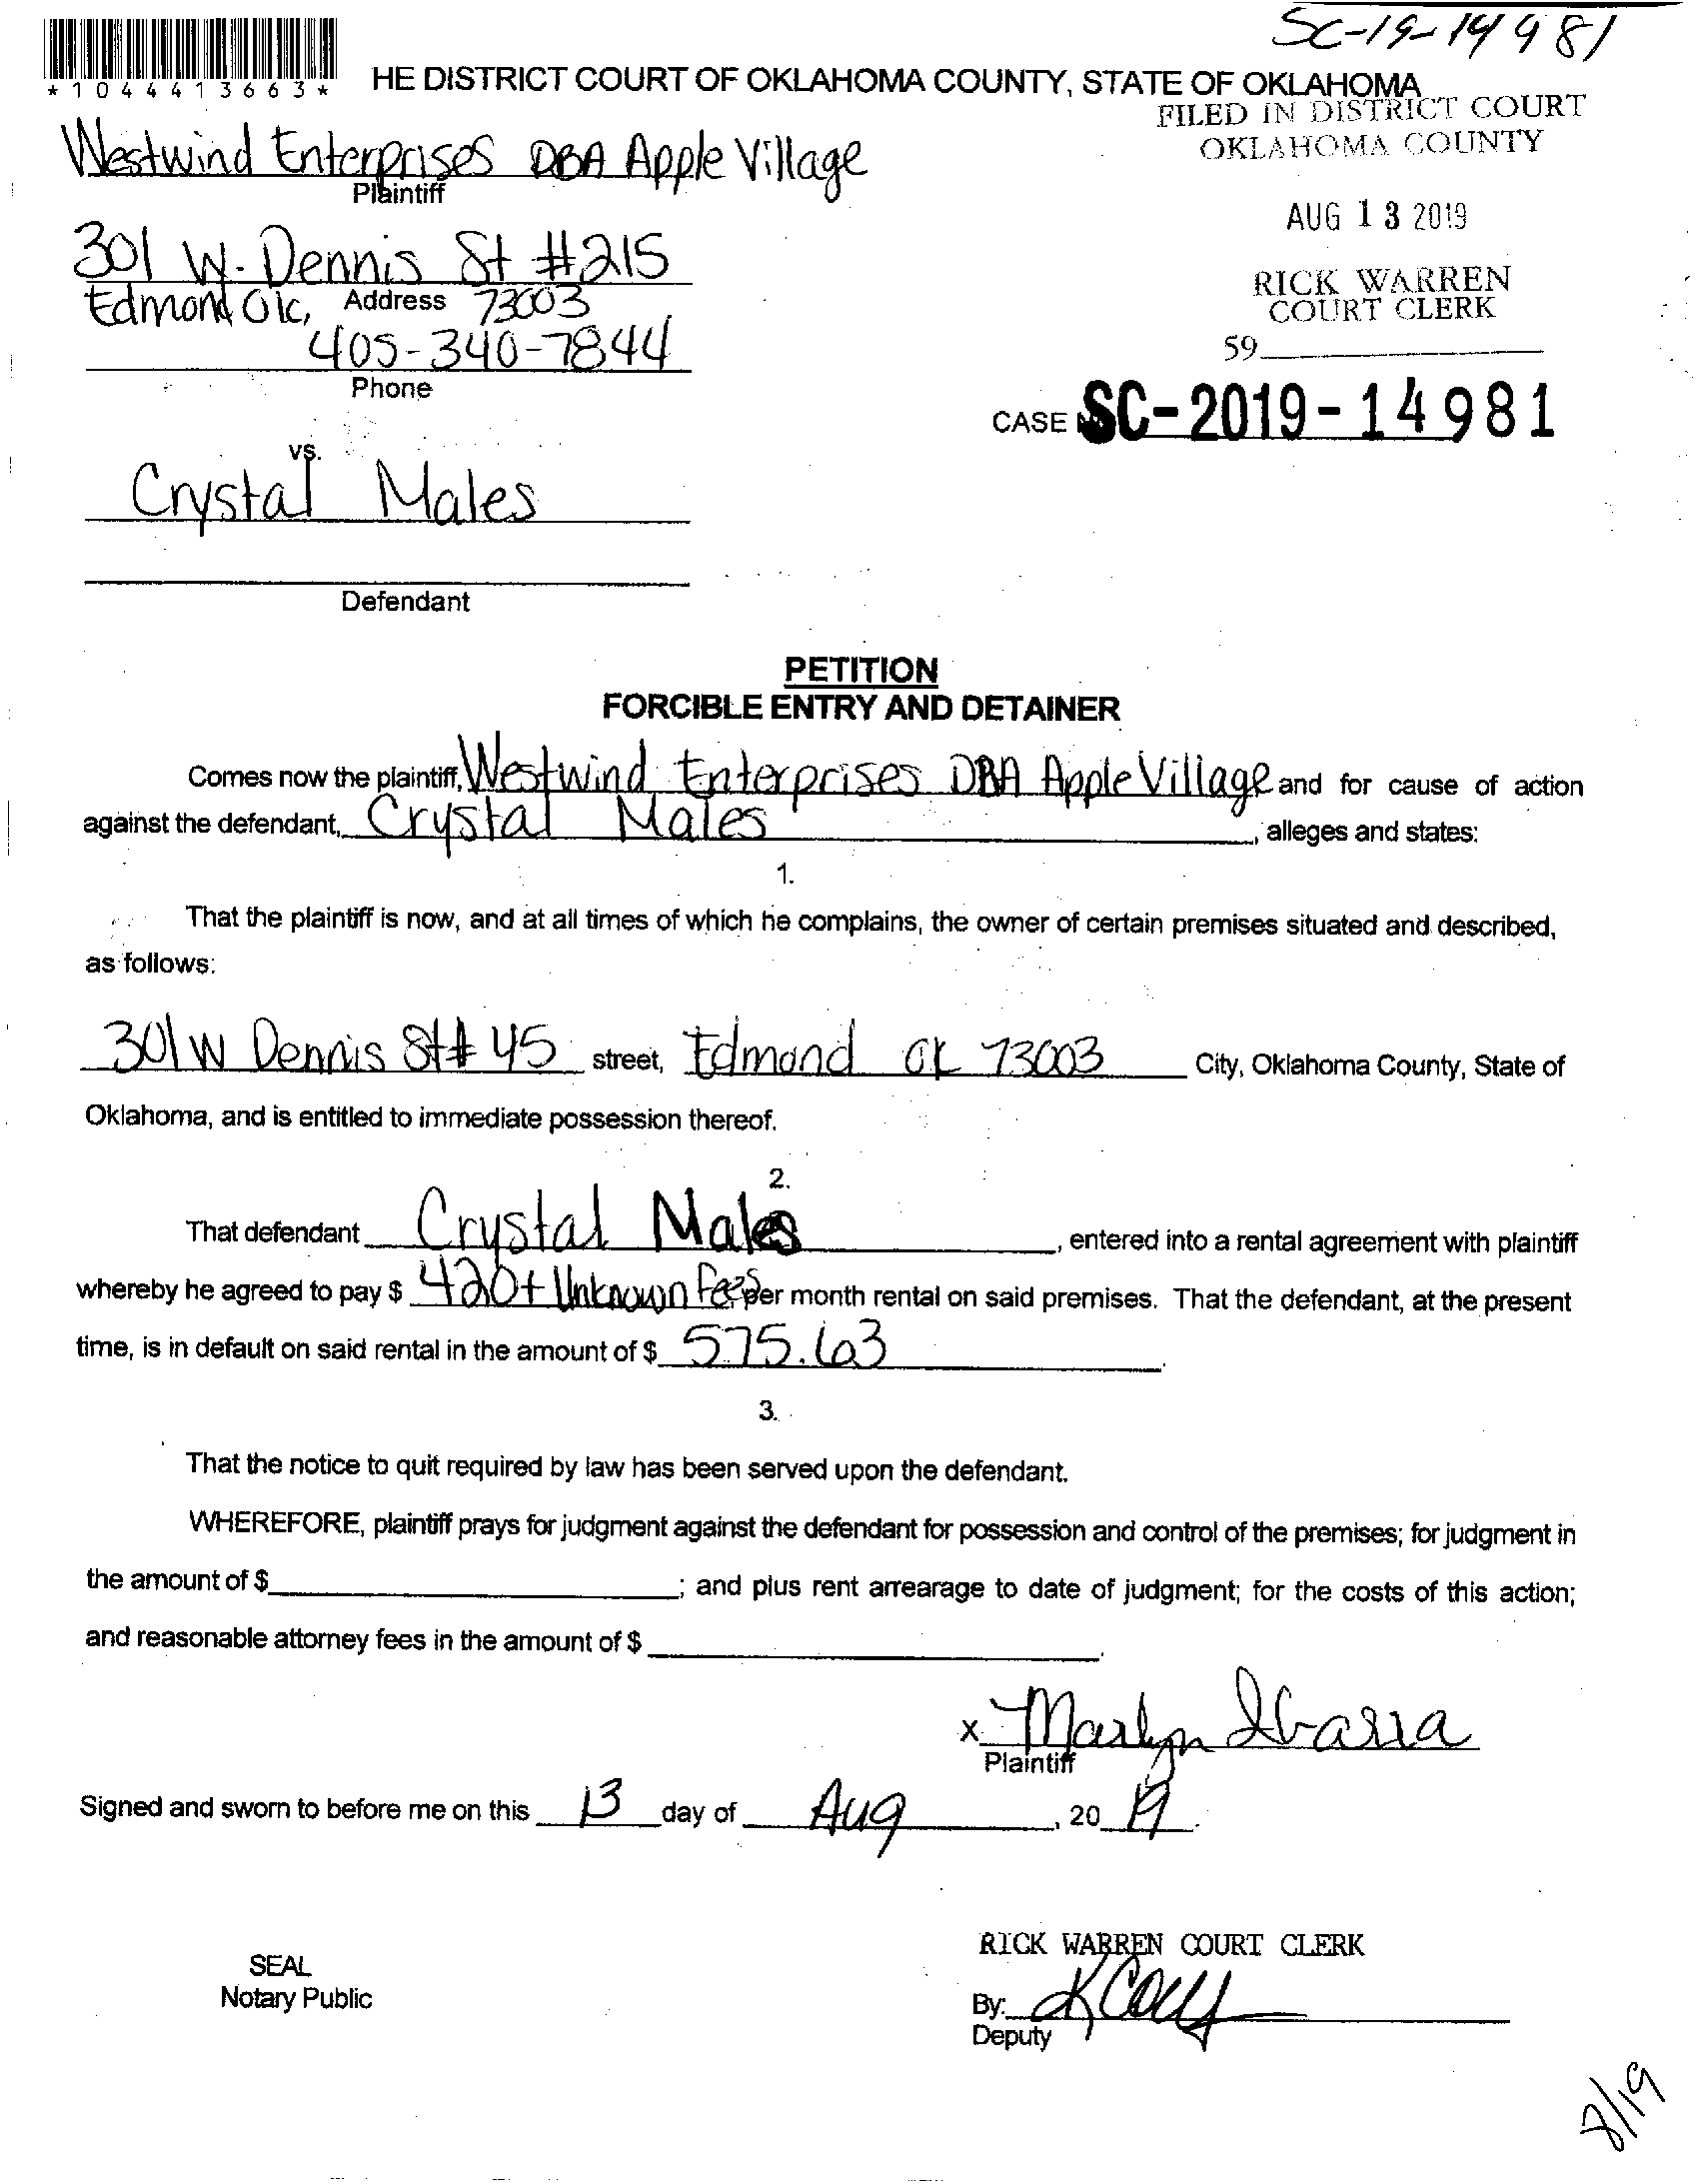 SC-19-14981
*1044413663*
HE DISTRICT COURT OF OKLAHOMA COUNTY, STATE OF OKLAHOMA
FILED IN DISTRICT COURT
OKLAHOMA COUNTY
Westwind Enterprises DBA Apple Village
Plaintiff
AUG 13 2019
301 W. Dennis St #215
RICK WARREN
Edmond Ok, Address 73003
COURT CLERK
405-340-7844
59
Phone
CASE SC-2019-14981
vs.
Crystal Males
Defendant
PETITION
FORCIBLE ENTRY AND DETAINER
Comes now the plaintiff, Westwind Enterprises DBA Apple Village and for cause of action
against the defendant, Crystal Males, alleges and states:
1.
That the plaintiff is now, and at all times of which he complains, the owner of certain premises situated and described,
as follows:
301 W Dennis St # 45 street, Edmond OK 73003 City, Oklahoma County, State of
Oklahoma, and is entitled to immediate possession thereof.
2.
That defendant Crystal Males, entered into a rental agreement with plaintiff
whereby he agreed to pay $ 420+ Unknown Fees per month rental on said premises. That the defendant, at the present
time, is in default on said rental in the amount of $ 575.63.
3.
That the notice to quit required by law has been served upon the defendant.
WHEREFORE, plaintiff prays for judgment against the defendant for possession and control of the premises; for judgment in
the amount of $ ; and plus rent arrearage to date of judgment; for the costs of this action;
and reasonable attorney fees in the amount of $ .
X Marlyn Ibarra
Plaintiff
Signed and sworn to before me on this 13 day of Aug, 20 19.
RICK WARREN COURT CLERK
SEAL
Notary Public
By:
Deputy
8/19